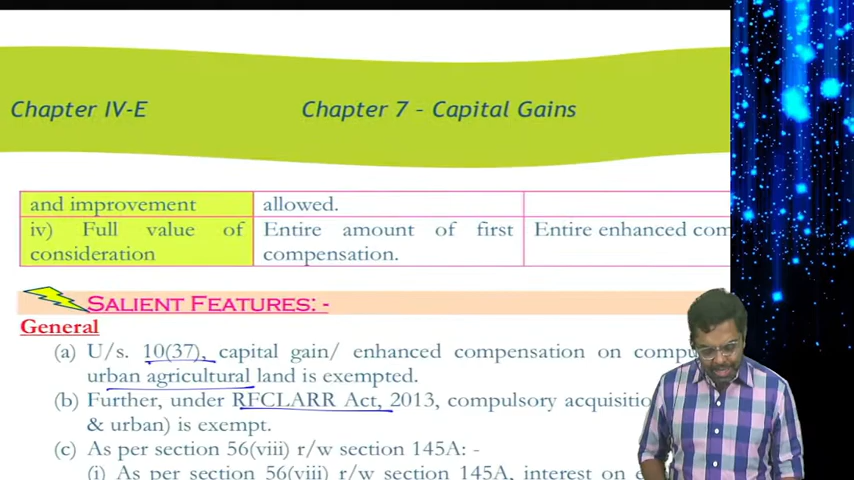 Chapter IV-E
Chapter 7 – Capital Gains
and improvement allowed.
iv) Full value of Entire amount of first Entire enhanced com
consideration compensation.
SALIENT FEATURES: -
General
(a) U/s. 10(37), capital gain/ enhanced compensation on compu
urban agricultural land is exempted.
(b) Further, under RFCLARR Act, 2013, compulsory acquisitio
& urban) is exempt.
(c) As per section 56(viii) r/w section 145A: -
(i) As per section 56(viii) r/w section 145A, interest on e